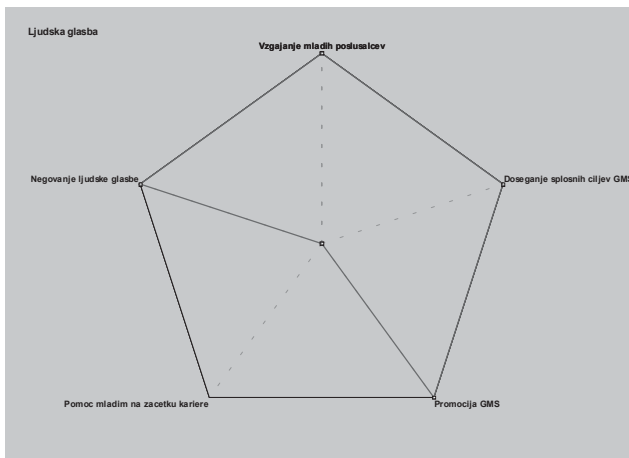 Ljudska glasba
Vzgajanje mladih poslusalcev
Negovanje ljudske glasbe
Doseganje splosnih ciljev GMS
Pomoc mladim na zacetku kariere
Promocija GMS